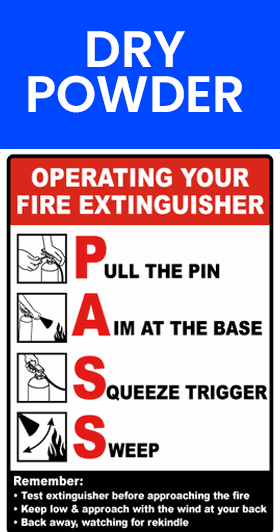 DRY
POWDER
OPERATING YOUR
FIRE EXTINGUISHER
PULL THE PIN
AIM AT THE BASE
SQUEEZE TRIGGER
SWEEP
Remember:
• Test extinguisher before approaching the fire
• Keep low & approach with the wind at your back
• Back away, watching for rekindle